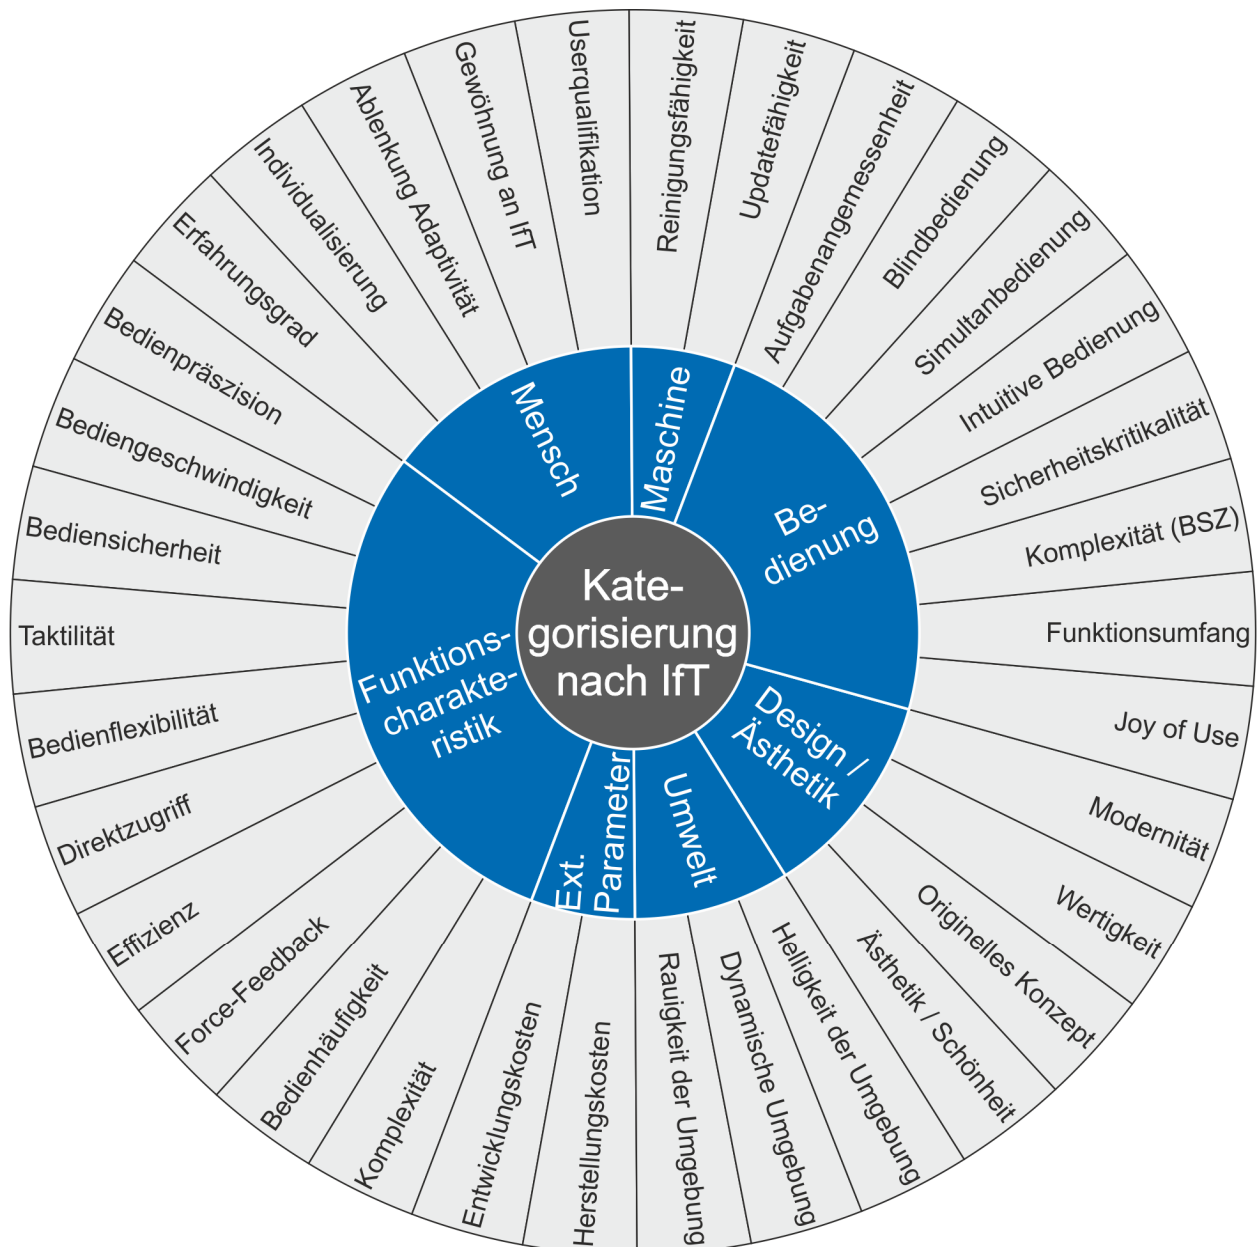 Kate-
gorisierung
nach IfT
Maschine
Be-
dienung
Design /
Ästhetik
Umwelt
Ext.
Parameter
Funktions-
charakte-
ristik
Mensch
Reinigungsfähigkeit
Updatefähigkeit
Aufgabenangemessenheit
Blindbedienung
Simultanbedienung
Intuitive Bedienung
Sicherheitskritikalität
Komplexität (BSZ)
Funktionsumfang
Joy of Use
Modernität
Wertigkeit
Originelles Konzept
Ästhetik / Schönheit
Helligkeit der Umgebung
Dynamische Umgebung
Rauigkeit der Umgebung
Herstellungskosten
Entwicklungskosten
Komplexität
Bedienhäufigkeit
Force-Feedback
Effizienz
Direktzugriff
Bedienflexibilität
Taktilität
Bediensicherheit
Bediengeschwindigkeit
Bedienpräszision
Erfahrungsgrad
Individualisierung
Ablenkung Adaptivität
Gewöhnung an IfT
Userqualifikation